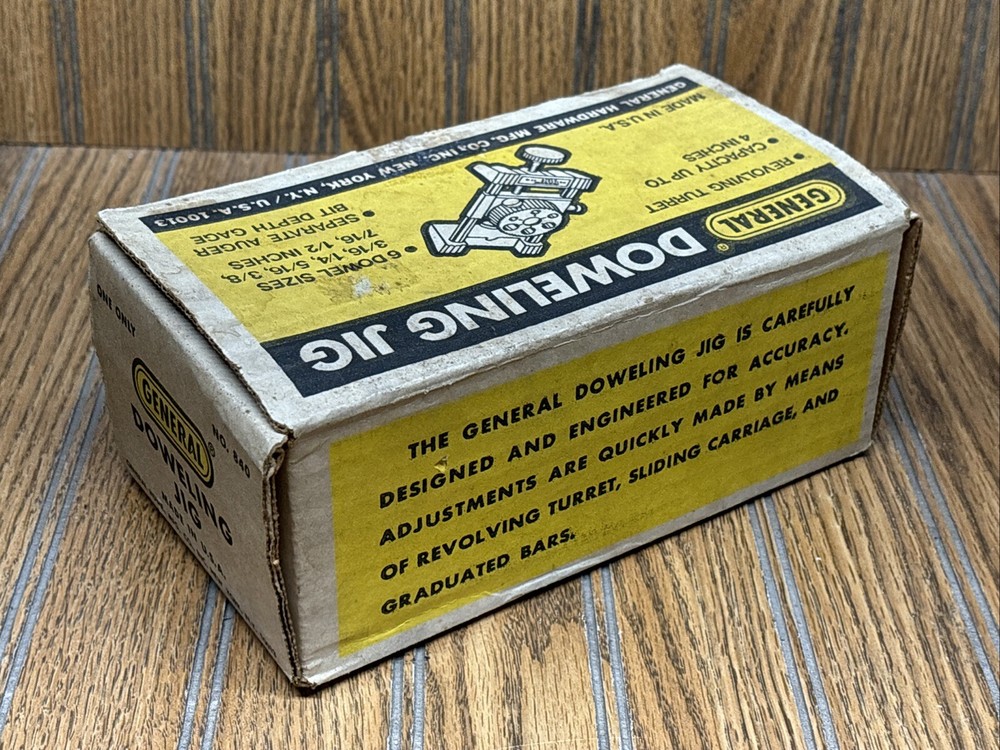 GENERAL®
DOWELING JIG
• REVOLVING TURRET
• CAPACITY UP TO
4 INCHES
MADE IN U.S.A.
• 6 DOWEL SIZES
3/16, 1/4, 5/16, 3/8,
7/16, 1/2 INCHES
• SEPARATE AUGER
BIT DEPTH GAGE
GENERAL HARDWARE MFG. CO., INC. NEW YORK, N.Y. / U.S.A. 10013
THE GENERAL DOWELING JIG IS CAREFULLY
DESIGNED AND ENGINEERED FOR ACCURACY.
ADJUSTMENTS ARE QUICKLY MADE BY MEANS
OF REVOLVING TURRET, SLIDING CARRIAGE, AND
GRADUATED BARS.
ONE ONLY
NO. 840
GENERAL®
DOWELING
JIG
MADE IN U.S.A.